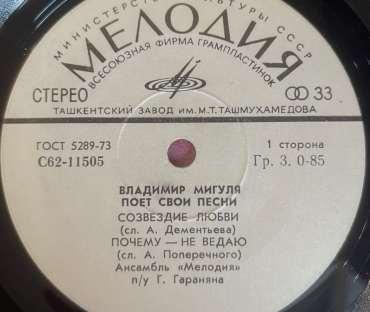 МИНИСТЕРСТВО КУЛЬТУРЫ СССР
МЕЛОДИЯ
ВСЕСОЮЗНАЯ ФИРМА ГРАМПЛАСТИНОК
СТЕРЕО
33
ТАШКЕНТСКИЙ ЗАВОД им. М.Т. ТАШМУХАМЕДОВА
ГОСТ 5289-73
1 сторона
С62-11505
Гр. 3. 0-85
ВЛАДИМИР МИГУЛЯ
ПОЕТ СВОИ ПЕСНИ
СОЗВЕЗДИЕ ЛЮБВИ
(сл. А. Дементьева)
ПОЧЕМУ — НЕ ВЕДАЮ
(сл. А. Поперечного)
Ансамбль «Мелодия»
п/у Г. Гараняна